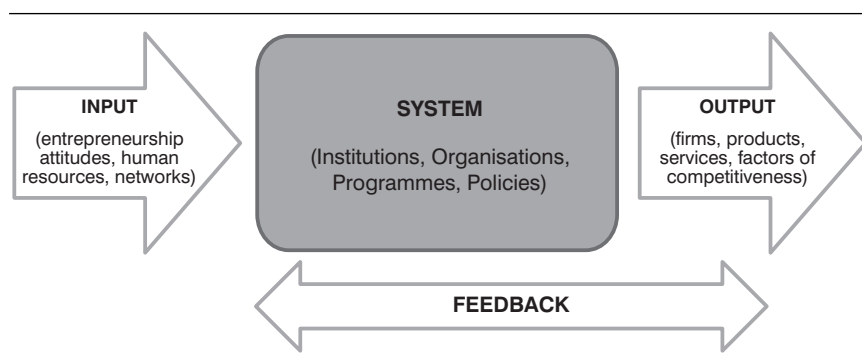 INPUT
(entrepreneurship
attitudes, human
resources, networks)
SYSTEM
(Institutions, Organisations,
Programmes, Policies)
OUTPUT
(firms, products,
services, factors of
competitiveness)
FEEDBACK